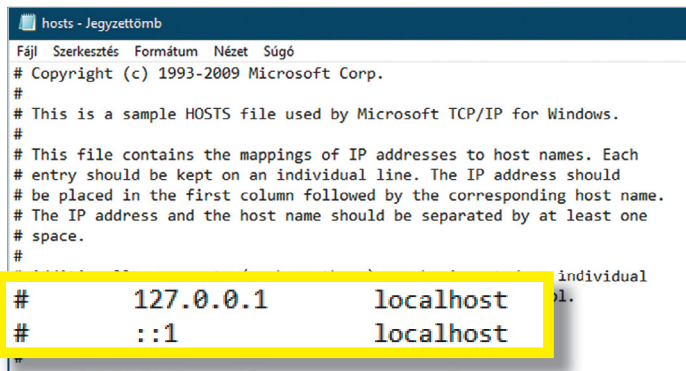 hosts - Jegyzettömb
Fájl Szerkesztés Formátum Nézet Súgó
# Copyright (c) 1993-2009 Microsoft Corp.
#
# This is a sample HOSTS file used by Microsoft TCP/IP for Windows.
#
# This file contains the mappings of IP addresses to host names. Each
# entry should be kept on an individual line. The IP address should
# be placed in the first column followed by the corresponding host name.
# The IP address and the host name should be separated by at least one
# space.
#
individual
# 127.0.0.1 localhost
# ::1 localhost
#